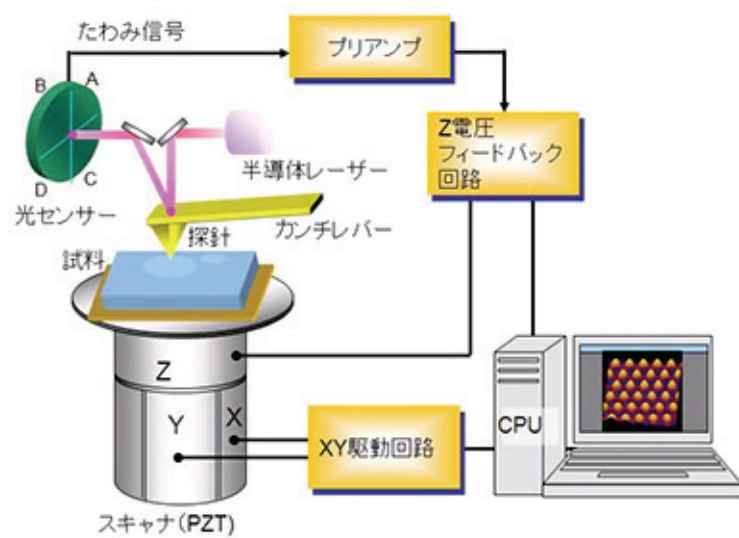 たわみ信号
プリアンプ
B
A
D
C
光センサー
半導体レーザー
Z電圧
フィードバック
回路
カンチレバー
探針
試料
Z
Y
X
XY駆動回路
CPU
スキャナ(PZT)